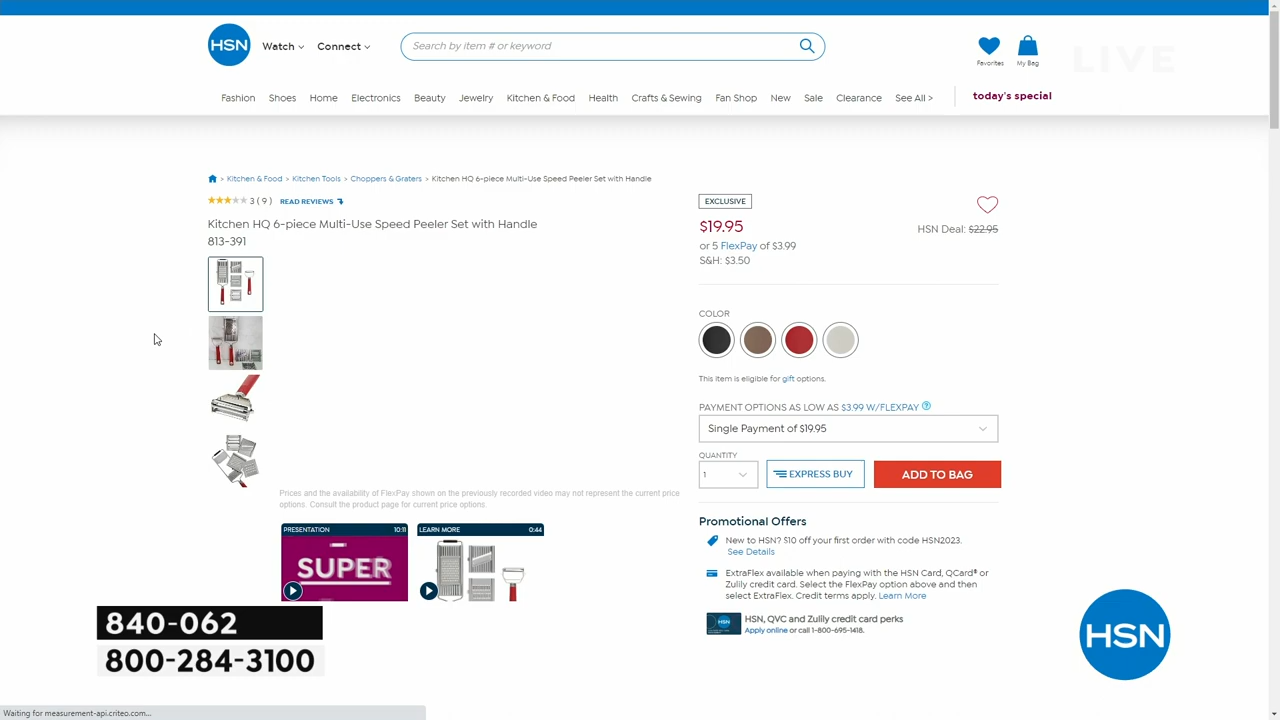 HSN
Watch
Connect
Search by item # or keyword
Favorites
My Bag
LIVE
Fashion
Shoes
Home
Electronics
Beauty
Jewelry
Kitchen & Food
Health
Crafts & Sewing
Fan Shop
New
Sale
Clearance
See All >
today's special
> Kitchen & Food > Kitchen Tools > Choppers & Graters > Kitchen HQ 6-piece Multi-Use Speed Peeler Set with Handle
3 ( 9 ) READ REVIEWS
Kitchen HQ 6-piece Multi-Use Speed Peeler Set with Handle
813-391
EXCLUSIVE
$19.95
HSN Deal: $22.95
or 5 FlexPay of $3.99
S&H: $3.50
COLOR
This item is eligible for gift options.
PAYMENT OPTIONS AS LOW AS $3.99 W/FLEXPAY ?
Single Payment of $19.95
QUANTITY
1
EXPRESS BUY
ADD TO BAG
Prices and the availability of FlexPay shown on the previously recorded video may not represent the current price
options. Consult the product page for current price options.
PRESENTATION 10:11
SUPER
LEARN MORE 0:44
Promotional Offers
New to HSN? $10 off your first order with code HSN2023.
See Details
ExtraFlex available when paying with the HSN Card, QCard® or
Zulily credit card. Select the FlexPay option above and then
select ExtraFlex. Credit terms apply. Learn More
HSN, QVC and Zulily credit card perks
Apply online or call 1-800-695-1418.
840-062
800-284-3100
HSN
Waiting for measurement-api.criteo.com...